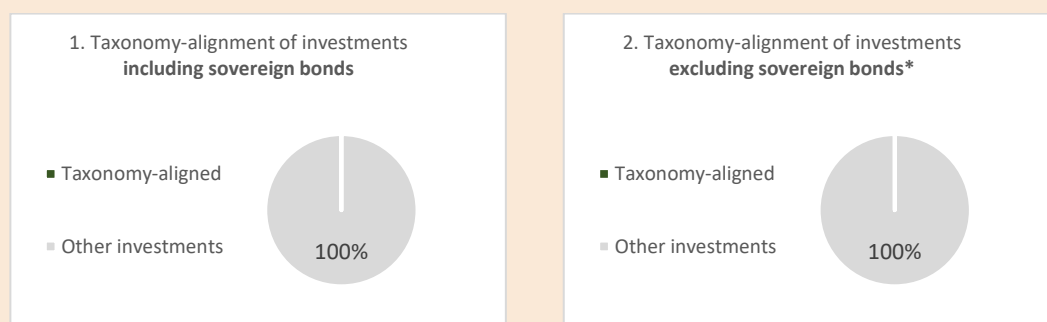 1. Taxonomy-alignment of investments
including sovereign bonds
Taxonomy-aligned
Other investments
100%
2. Taxonomy-alignment of investments
excluding sovereign bonds*
Taxonomy-aligned
Other investments
100%